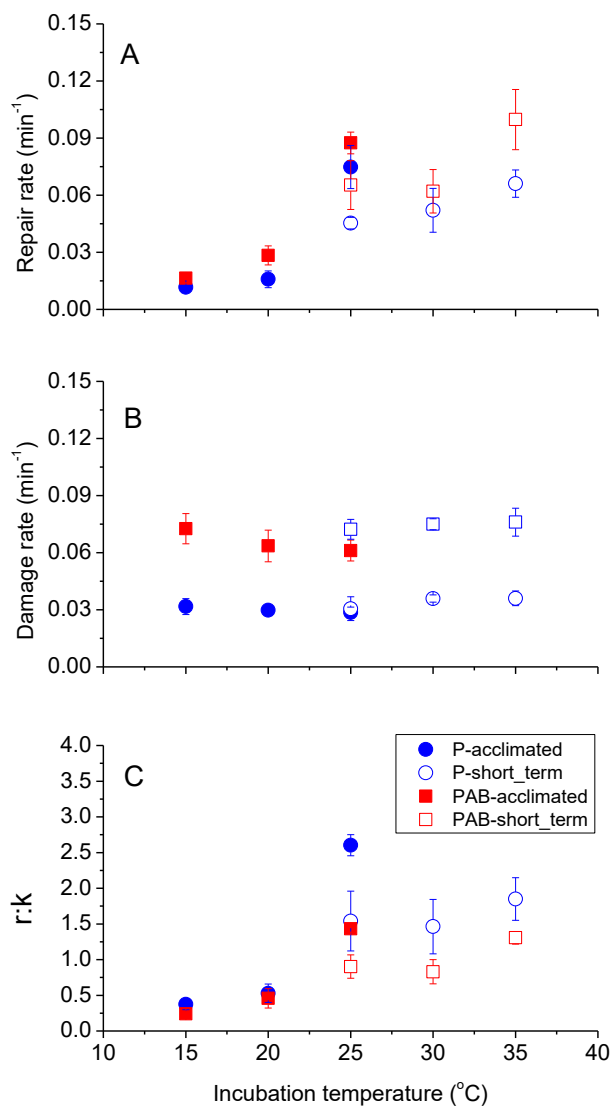 0.15
A
0.12
0.09
0.06
0.03
0.00
Repair rate (min-1)
0.15
B
0.12
0.09
0.06
0.03
0.00
Damage rate (min-1)
4.0
C
3.5
3.0
2.5
2.0
1.5
1.0
0.5
0.0
r:k
P-acclimated
P-short_term
PAB-acclimated
PAB-short_term
10 15 20 25 30 35 40
Incubation temperature (oC)